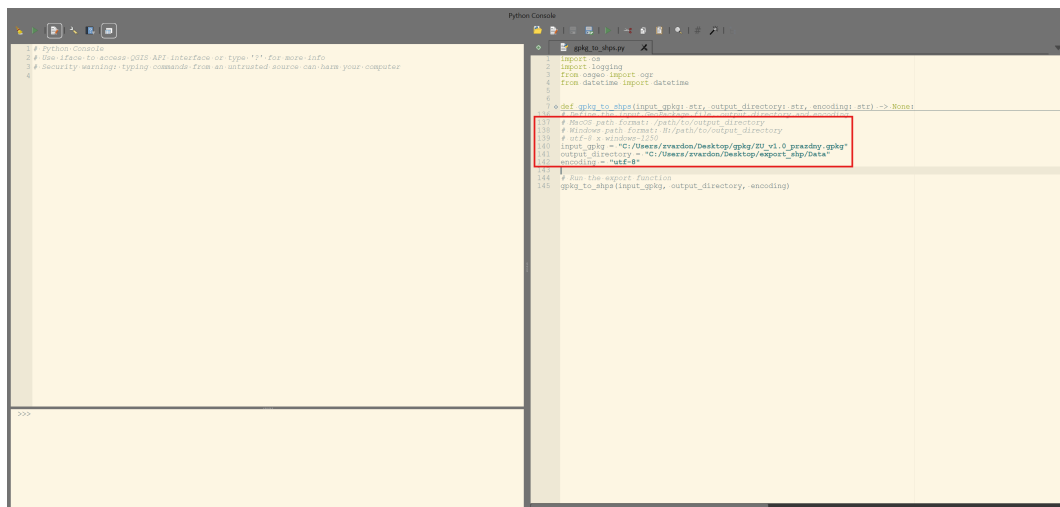 Python Console
1 # Python Console
2 # Use iface to access QGIS API interface or type '?' for more info
3 # Security warning: typing commands from an untrusted source can harm your computer
4
>>>
gpkg_to_shps.py
1 import os
2 import logging
3 from osgeo import ogr
4 from datetime import datetime
5
6
7 def gpkg_to_shps(input_gpkg: str, output_directory: str, encoding: str) -> None:
136 # Define the input GeoPackage file, output directory and encoding
137 # MacOS path format: /path/to/output_directory
138 # Windows path format: N:/path/to/output_directory
139 # utf-8 x windows-1250
140 input_gpkg = "C:/Users/zvardon/Desktop/gpkg/ZU_v1.0_prazdny.gpkg"
141 output_directory = "C:/Users/zvardon/Desktop/export_shp/Data"
142 encoding = "utf-8"
143
144 # Run the export function
145 gpkg_to_shps(input_gpkg, output_directory, encoding)